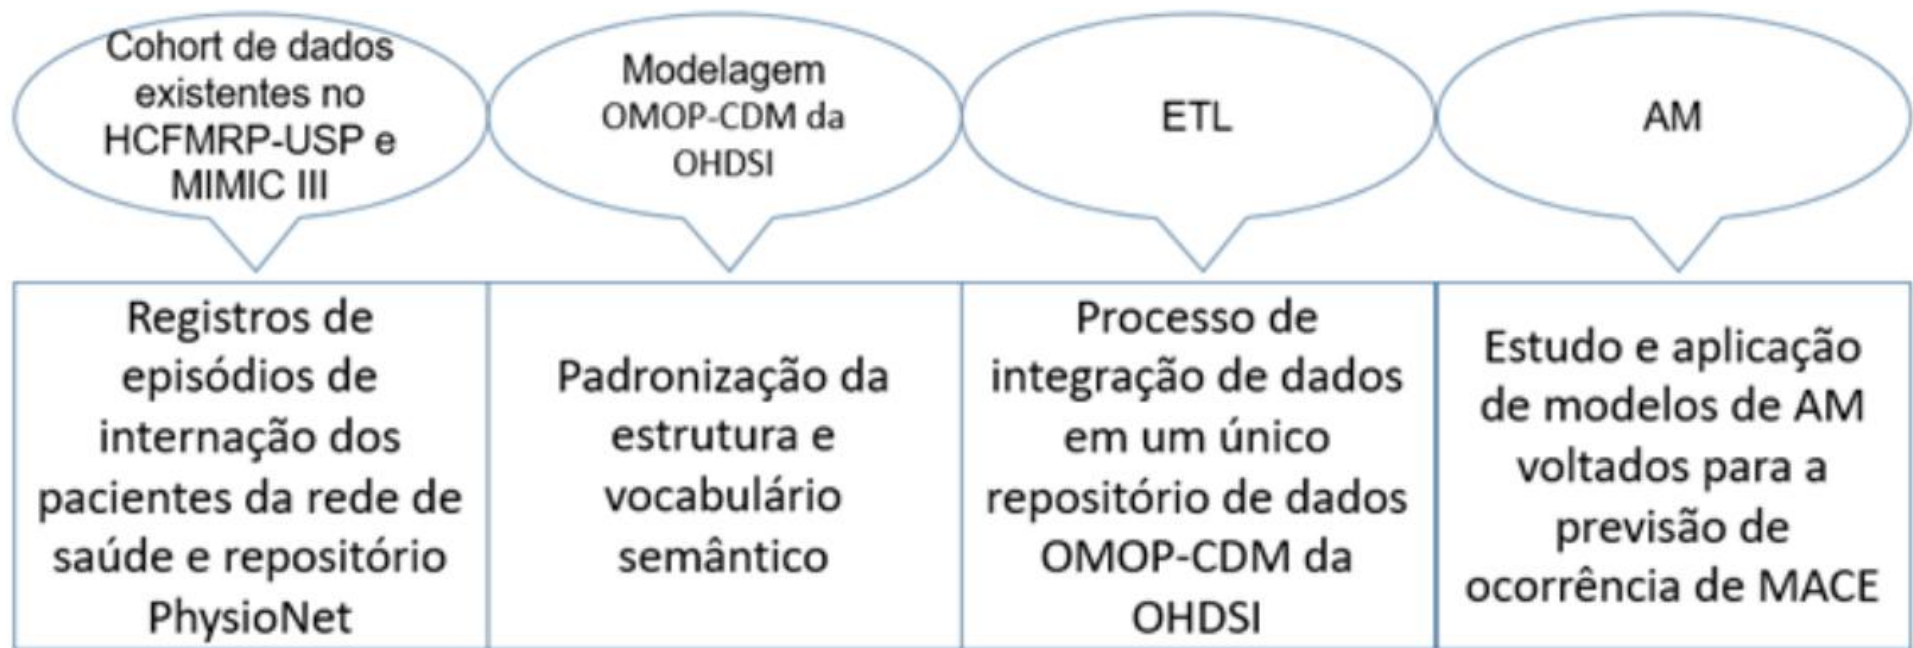 Cohort de dados
existentes no
HCFMRP-USP e
MIMIC III
Modelagem
OMOP-CDM da
OHDSI
ETL
AM
Registros de
episódios de
internação dos
pacientes da rede de
saúde e repositório
PhysioNet
Padronização da
estrutura e
vocabulário
semântico
Processo de
integração de dados
em um único
repositório de dados
OMOP-CDM da
OHDSI
Estudo e aplicação
de modelos de AM
voltados para a
previsão de
ocorrência de MACE